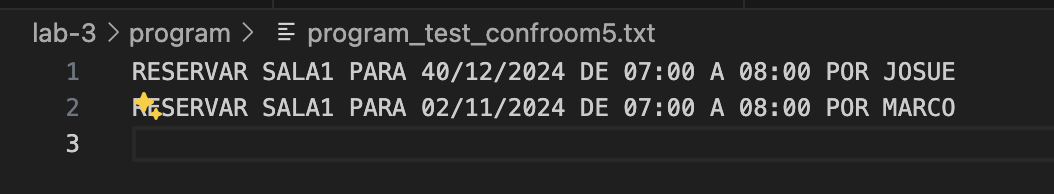 lab-3 > program > program_test_confroom5.txt
1 RESERVAR SALA1 PARA 40/12/2024 DE 07:00 A 08:00 POR JOSUE
2 RESERVAR SALA1 PARA 02/11/2024 DE 07:00 A 08:00 POR MARCO
3